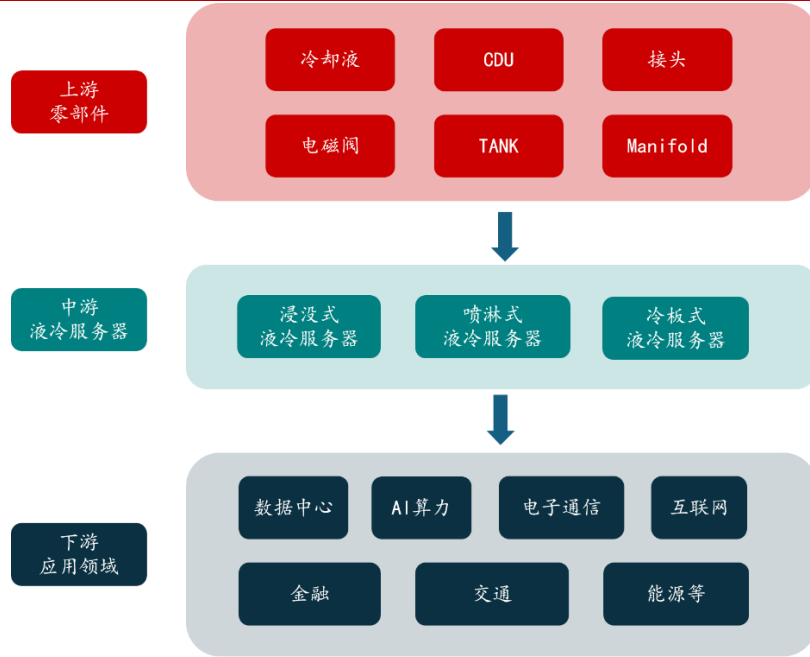 上游
零部件
冷却液
CDU
接头
电磁阀
TANK
Manifold
中游
液冷服务器
浸没式
液冷服务器
喷淋式
液冷服务器
冷板式
液冷服务器
下游
应用领域
数据中心
AI算力
电子通信
互联网
金融
交通
能源等